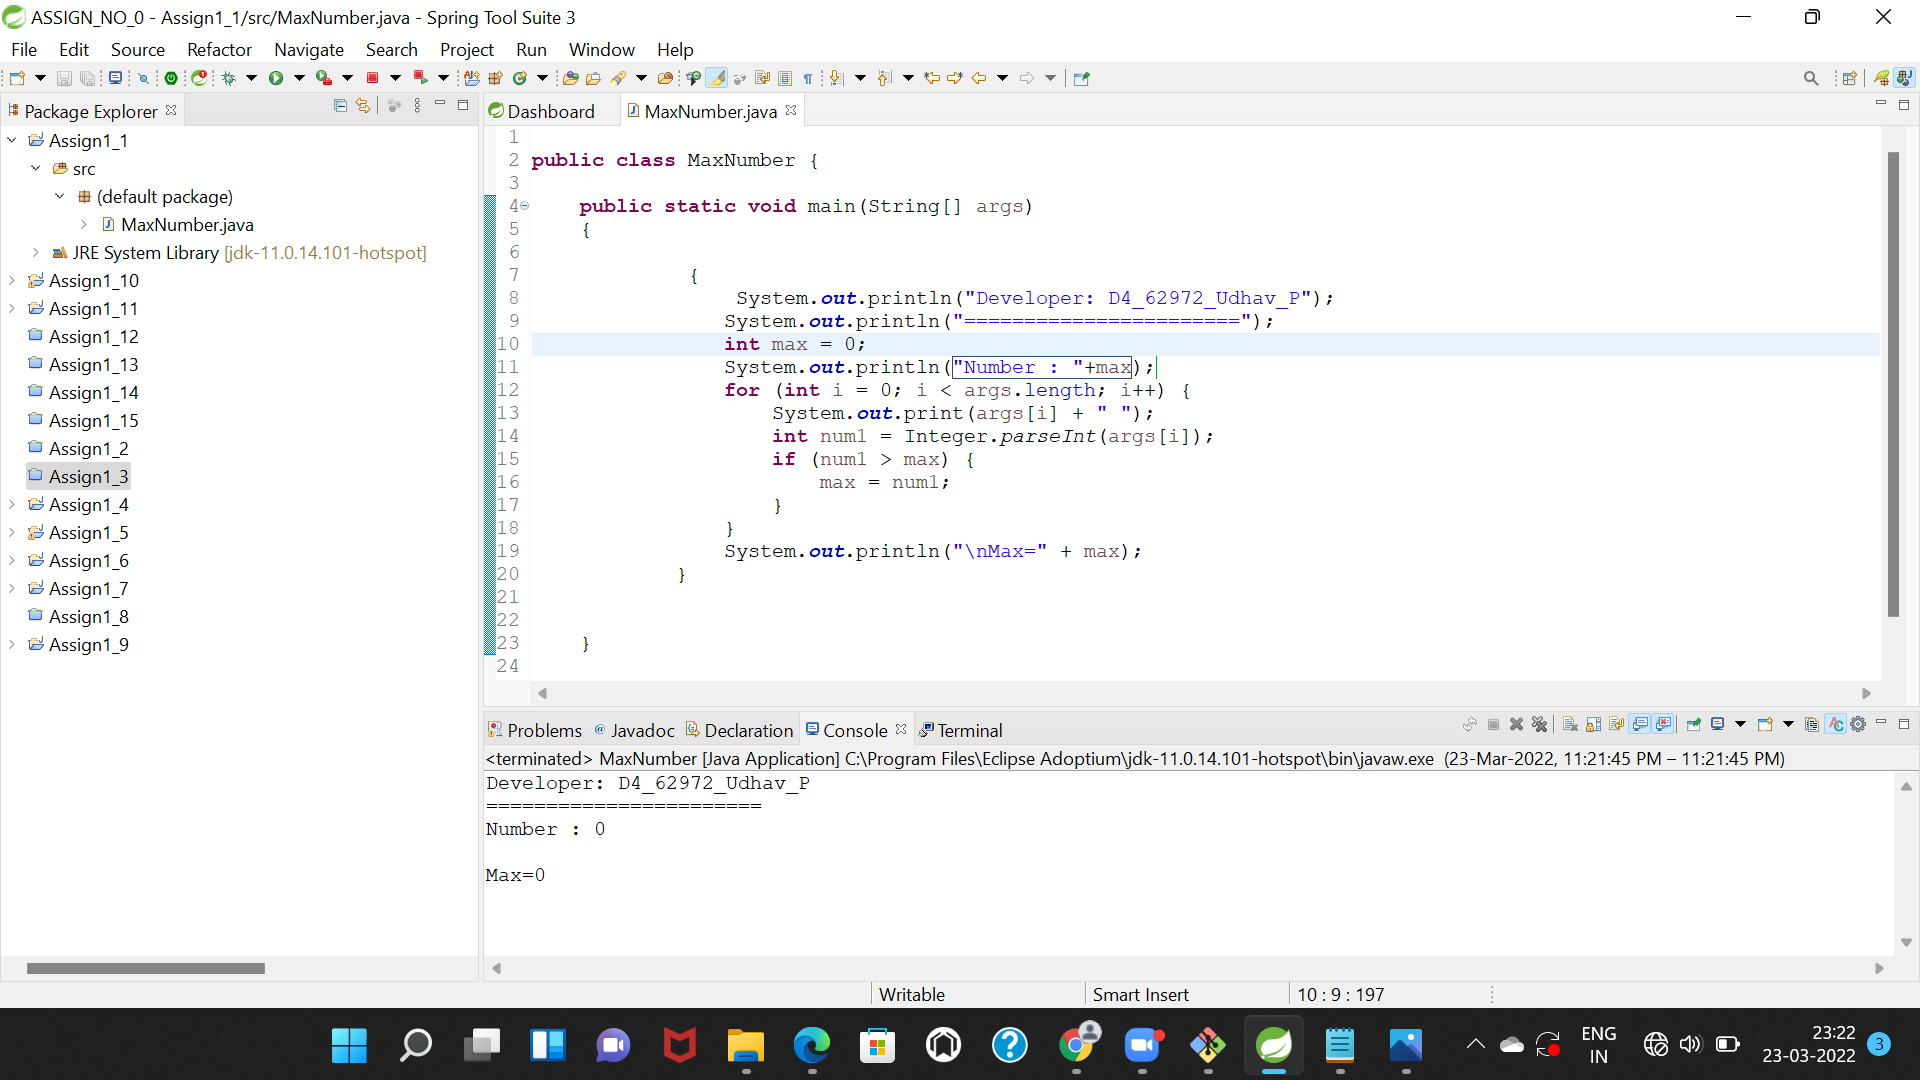 ASSIGN_NO_0 - Assign1_1/src/MaxNumber.java - Spring Tool Suite 3
File Edit Source Refactor Navigate Search Project Run Window Help
Package Explorer
Assign1_1
src
(default package)
MaxNumber.java
JRE System Library [jdk-11.0.14.101-hotspot]
Assign1_10
Assign1_11
Assign1_12
Assign1_13
Assign1_14
Assign1_15
Assign1_2
Assign1_3
Assign1_4
Assign1_5
Assign1_6
Assign1_7
Assign1_8
Assign1_9
Dashboard MaxNumber.java
1
2 public class MaxNumber {
3
4 public static void main(String[] args)
5 {
6
7 {
8 System.out.println("Developer: D4_62972_Udhav_P");
9 System.out.println("=======================");
10 int max = 0;
11 System.out.println("Number : "+max);
12 for (int i = 0; i < args.length; i++) {
13 System.out.print(args[i] + " ");
14 int num1 = Integer.parseInt(args[i]);
15 if (num1 > max) {
16 max = num1;
17 }
18 }
19 System.out.println("\nMax=" + max);
20 }
21
22
23 }
24
Problems Javadoc Declaration Console Terminal
<terminated> MaxNumber [Java Application] C:\Program Files\Eclipse Adoptium\jdk-11.0.14.101-hotspot\bin\javaw.exe (23-Mar-2022, 11:21:45 PM – 11:21:45 PM)
Developer: D4_62972_Udhav_P
=======================
Number : 0
Max=0
Writable Smart Insert 10 : 9 : 197
ENG
IN
23:22
23-03-2022
3